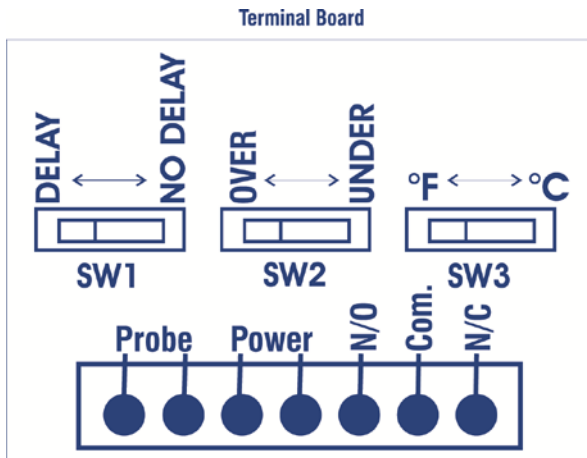 Terminal Board
DELAY
NO DELAY
OVER
UNDER
°F
°C
SW1
SW2
SW3
Probe
Power
N/O
Com.
N/C